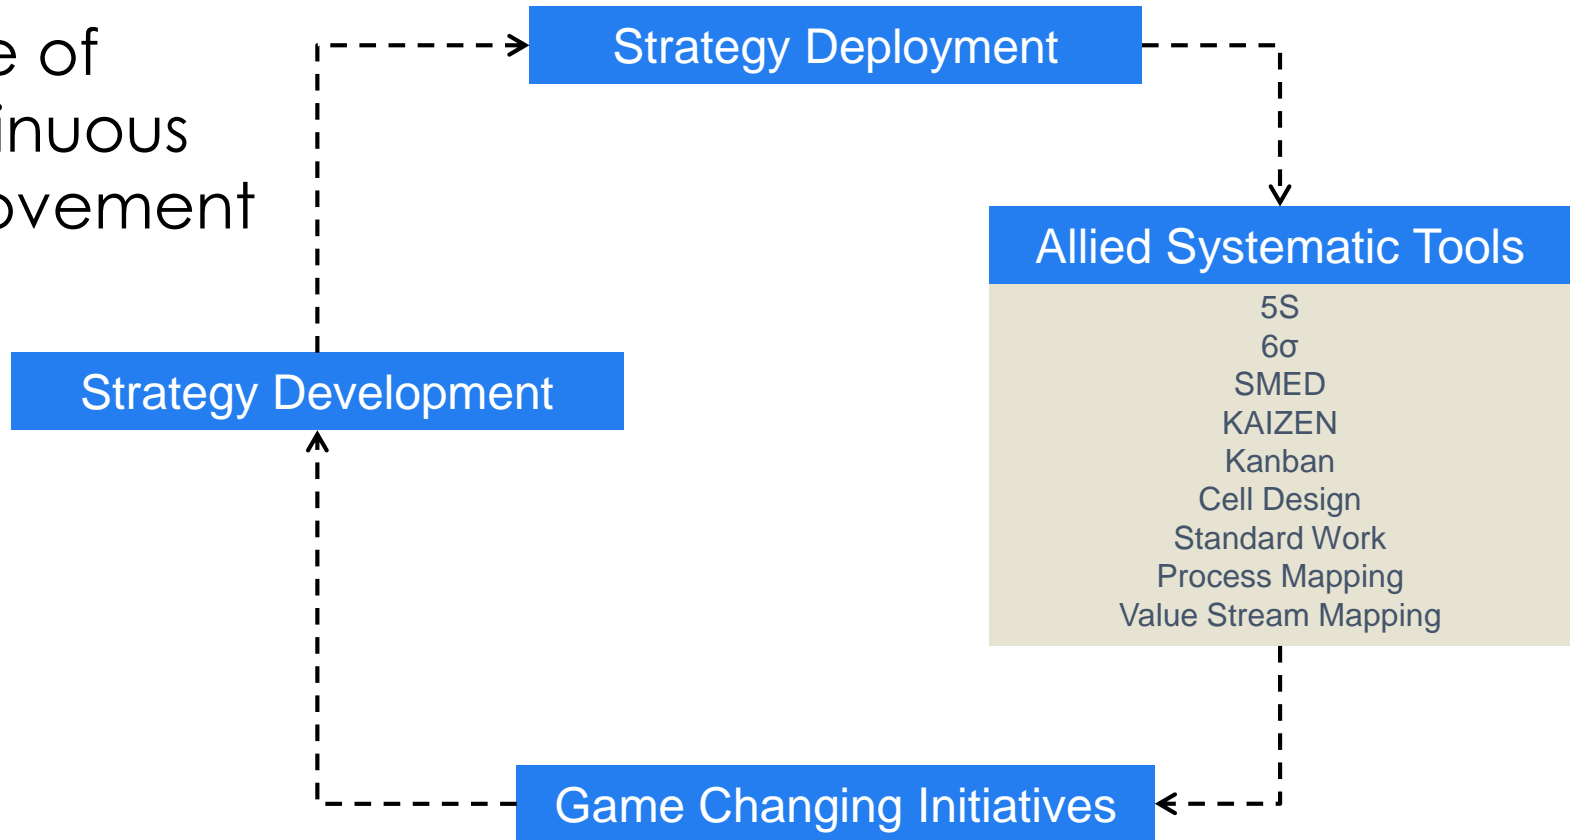 e of
inuous
ovement
Strategy Deployment
Allied Systematic Tools
5S
6σ
SMED
KAIZEN
Kanban
Cell Design
Standard Work
Process Mapping
Value Stream Mapping
Strategy Development
Game Changing Initiatives